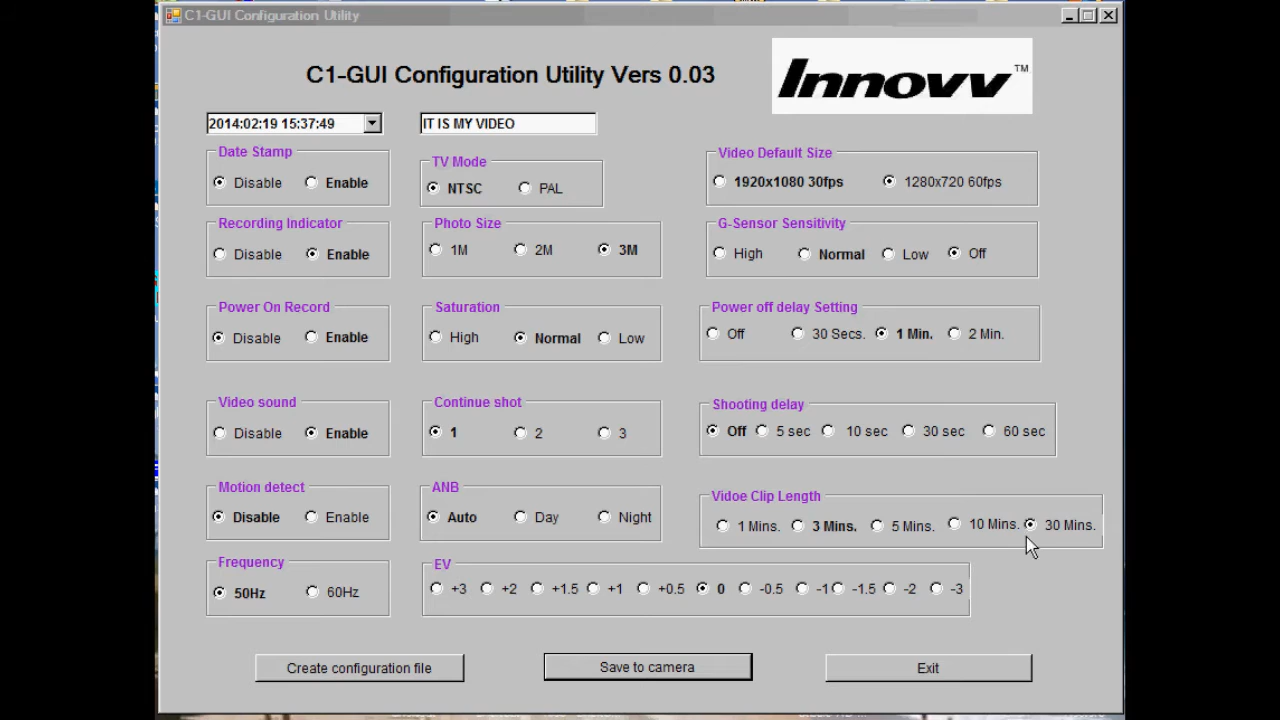 C1-GUI Configuration Utility
C1-GUI Configuration Utility Vers 0.03
Innovv™
2014:02:19 15:37:49
IT IS MY VIDEO
Date Stamp
Disable Enable
TV Mode
NTSC PAL
Video Default Size
1920x1080 30fps 1280x720 60fps
Recording Indicator
Disable Enable
Photo Size
1M 2M 3M
G-Sensor Sensitivity
High Normal Low Off
Power On Record
Disable Enable
Saturation
High Normal Low
Power off delay Setting
Off 30 Secs. 1 Min. 2 Min.
Video sound
Disable Enable
Continue shot
1 2 3
Shooting delay
Off 5 sec 10 sec 30 sec 60 sec
Motion detect
Disable Enable
ANB
Auto Day Night
Vidoe Clip Length
1 Mins. 3 Mins. 5 Mins. 10 Mins. 30 Mins.
Frequency
50Hz 60Hz
EV
+3 +2 +1.5 +1 +0.5 0 -0.5 -1 -1.5 -2 -3
Create configuration file
Save to camera
Exit